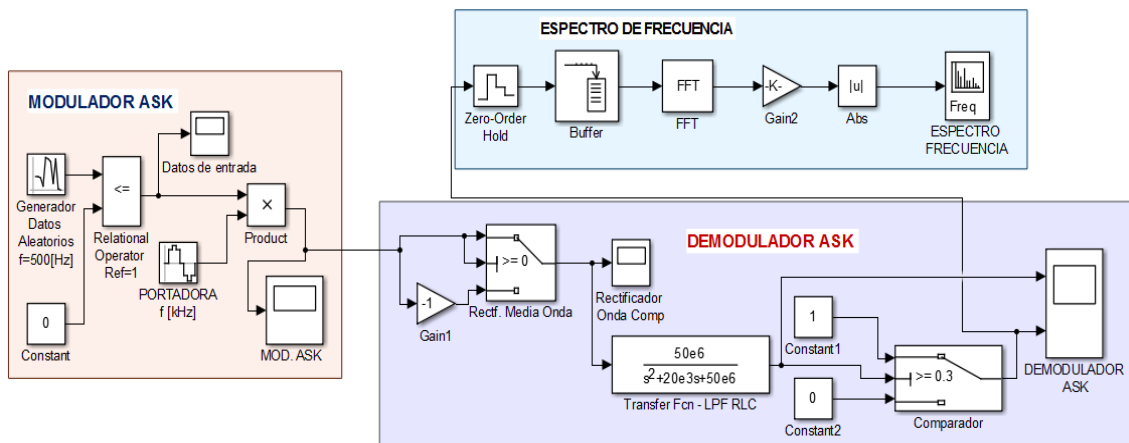 ESPECTRO DE FRECUENCIA
Zero-Order
Hold
Buffer
FFT
FFT
-K-
Gain2
|u|
Abs
Freq
ESPECTRO
FRECUENCIA
MODULADOR ASK
Datos de entrada
Generador
Datos
Aleatorios
f=500[Hz]
<=
Relational
Operator
Ref=1
×
Product
PORTADORA
f [kHz]
0
Constant
MOD. ASK
DEMODULADOR ASK
-1
Gain1
>= 0
Rectf. Media Onda
Rectificador
Onda Comp
50e6
s²+20e3s+50e6
Transfer Fcn - LPF RLC
1
Constant1
0
Constant2
>= 0.3
Comparador
DEMODULADOR
ASK